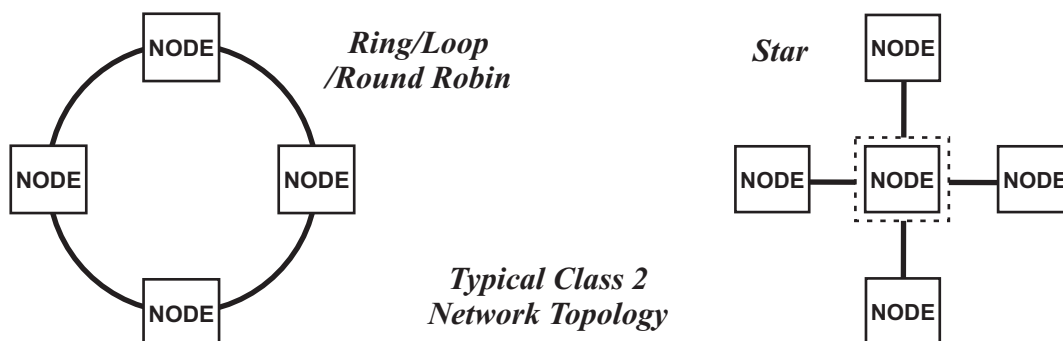 NODE
NODE
NODE
NODE
Ring/Loop
/Round Robin
Typical Class 2
Network Topology
Star
NODE
NODE
NODE
NODE
NODE